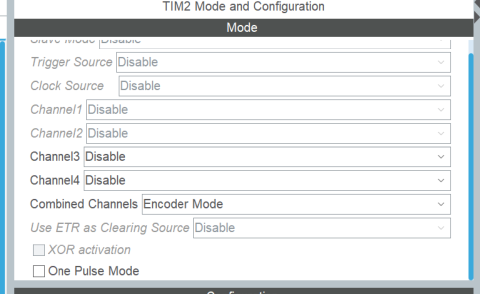 TIM2 Mode and Configuration
Mode
Slave Mode Disable
Trigger Source Disable
Clock Source Disable
Channel1 Disable
Channel2 Disable
Channel3 Disable
Channel4 Disable
Combined Channels Encoder Mode
Use ETR as Clearing Source Disable
XOR activation
One Pulse Mode